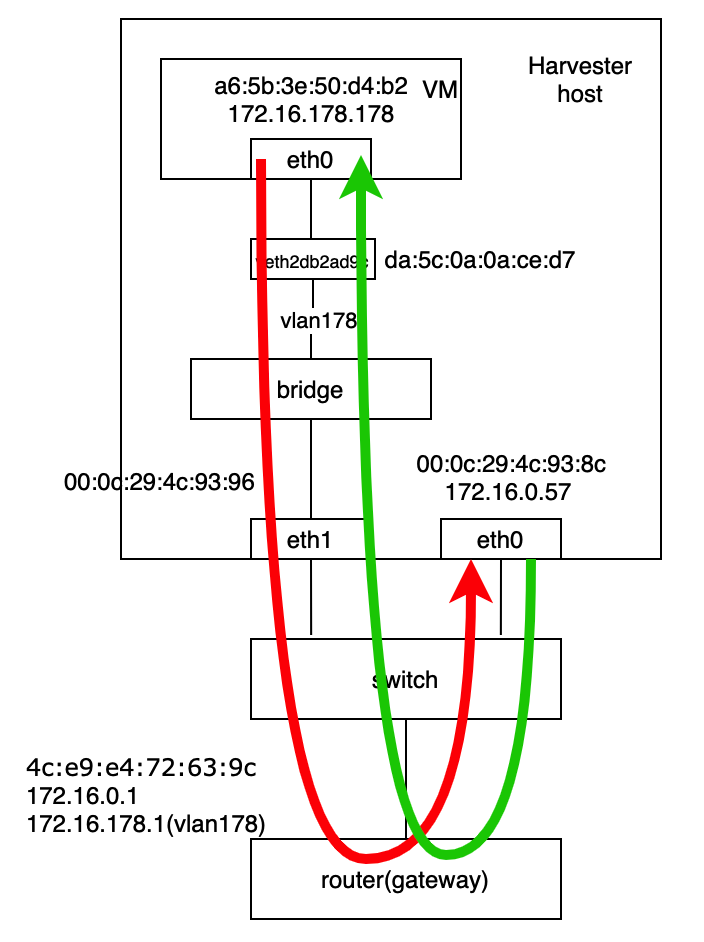 Harvester
host
a6:5b:3e:50:d4:b2
172.16.178.178
VM
eth0
veth2db2ad9c
da:5c:0a:0a:ce:d7
vlan178
bridge
00:0c:29:4c:93:96
00:0c:29:4c:93:8c
172.16.0.57
eth1
eth0
switch
4c:e9:e4:72:63:9c
172.16.0.1
172.16.178.1(vlan178)
router(gateway)